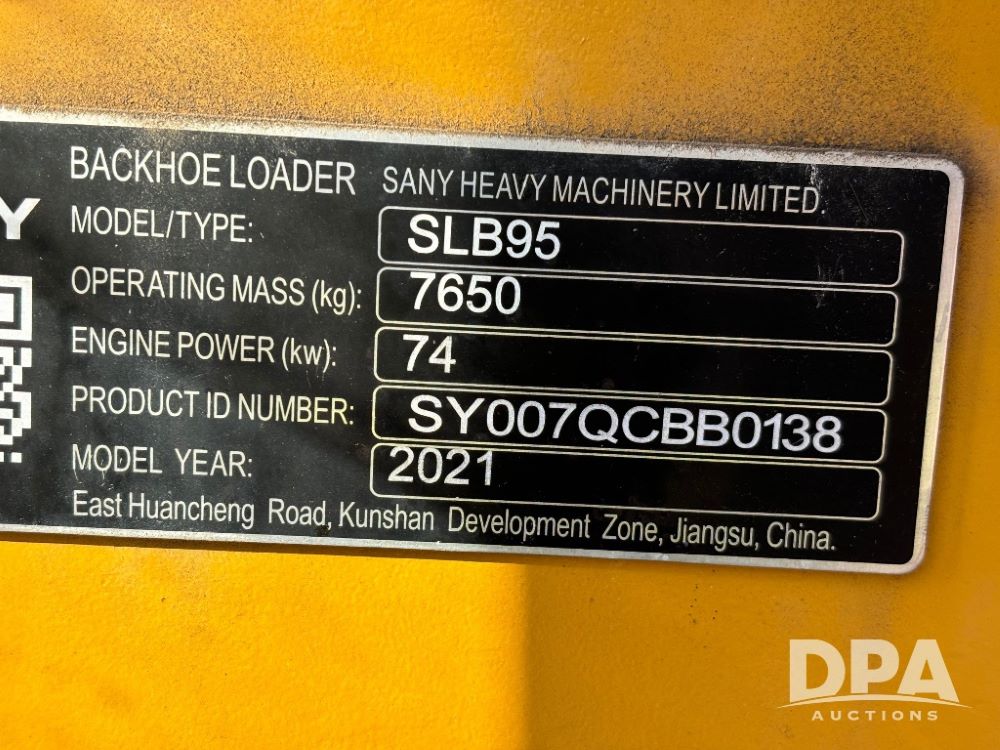 BACKHOE LOADER SANY HEAVY MACHINERY LIMITED.
Y
MODEL/TYPE: SLB95
OPERATING MASS (kg): 7650
ENGINE POWER (kw): 74
PRODUCT ID NUMBER: SY007QCBB0138
MODEL YEAR: 2021
East Huancheng Road, Kunshan Development Zone, Jiangsu, China.
DPA
AUCTIONS